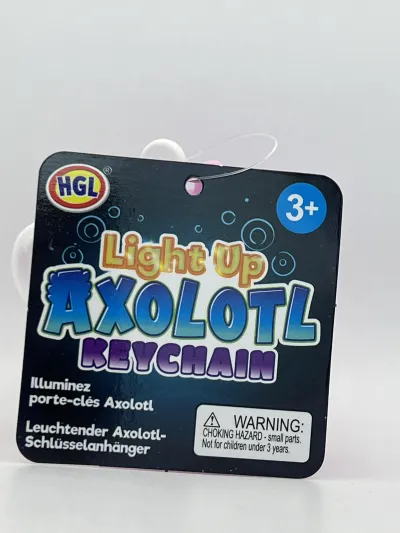 HGL
®
3+
Light Up
AXOLOTL
KEYCHAIN
Illuminez
porte-clés Axolotl
Leuchtender Axolotl-
Schlüsselanhänger
WARNING:
CHOKING HAZARD - small parts.
Not for children under 3 years.